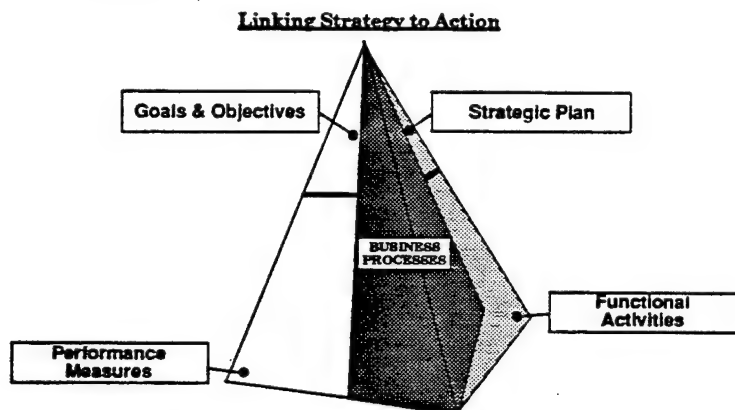 Linking Strategy to Action
Goals & Objectives
Strategic Plan
BUSINESS
PROCESSES
Functional
Activities
Performance
Measures